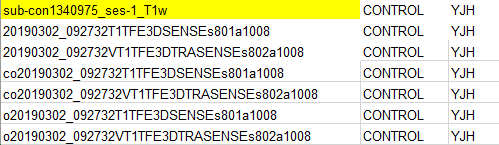 sub-con1340975_ses-1_T1w CONTROL YJH
20190302_092732T1TFE3DSENSEs801a1008 CONTROL YJH
20190302_092732VT1TFE3DTRASENSEs802a1008 CONTROL YJH
co20190302_092732T1TFE3DSENSEs801a1008 CONTROL YJH
co20190302_092732VT1TFE3DTRASENSEs802a1008 CONTROL YJH
o20190302_092732T1TFE3DSENSEs801a1008 CONTROL YJH
o20190302_092732VT1TFE3DTRASENSEs802a1008 CONTROL YJH